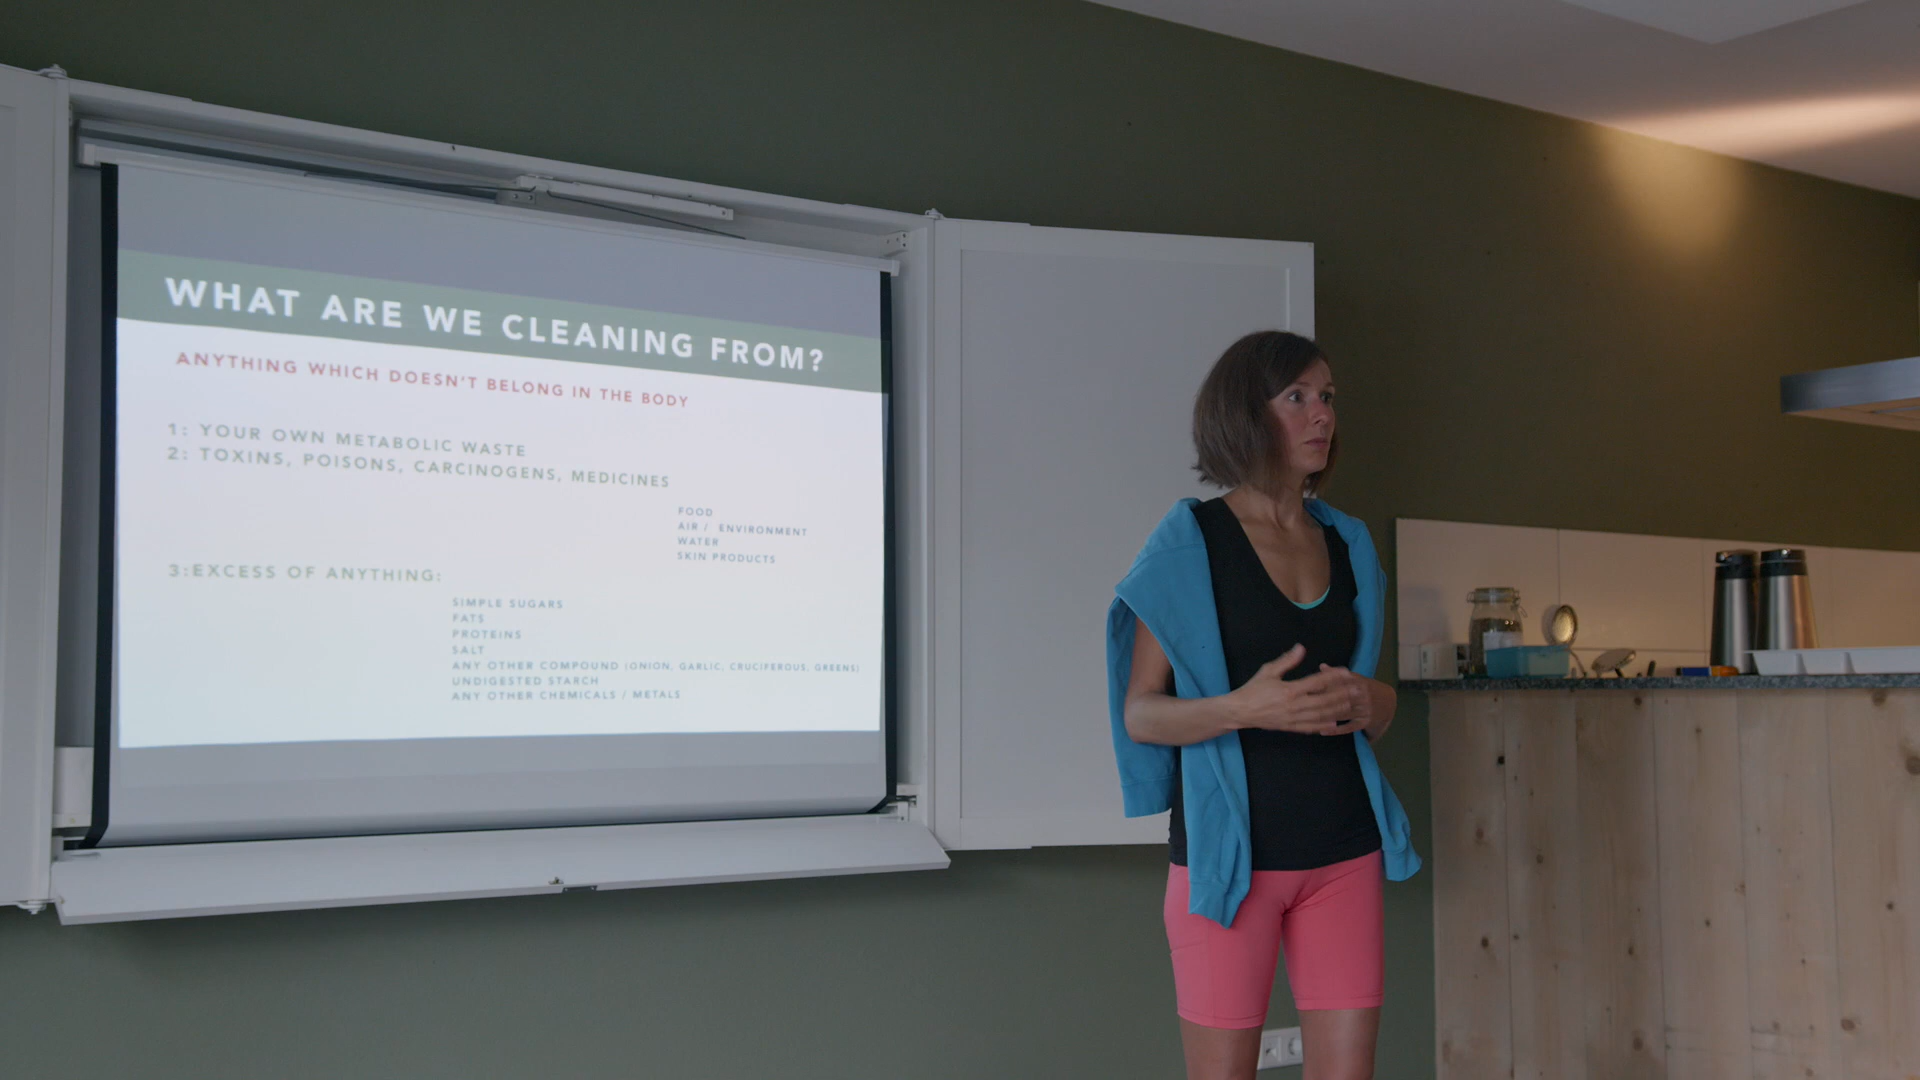 WHAT ARE WE CLEANING FROM?
ANYTHING WHICH DOESN'T BELONG IN THE BODY
1: YOUR OWN METABOLIC WASTE
2: TOXINS, POISONS, CARCINOGENS, MEDICINES
FOOD
AIR / ENVIRONMENT
WATER
SKIN PRODUCTS
3:EXCESS OF ANYTHING:
SIMPLE SUGARS
FATS
PROTEINS
SALT
ANY OTHER COMPOUND (ONION, GARLIC, CRUCIFEROUS, GREENS)
UNDIGESTED STARCH
ANY OTHER CHEMICALS / METALS